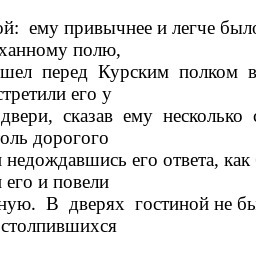 ой: ему привычнее и легче было
ханному полю,
шел перед Курским полком в
стретили его у
двери, сказав ему несколько с
оль дорогого
недождавшись его ответа, как
его и повели
ную. В дверях гостиной не бы
столпившихся